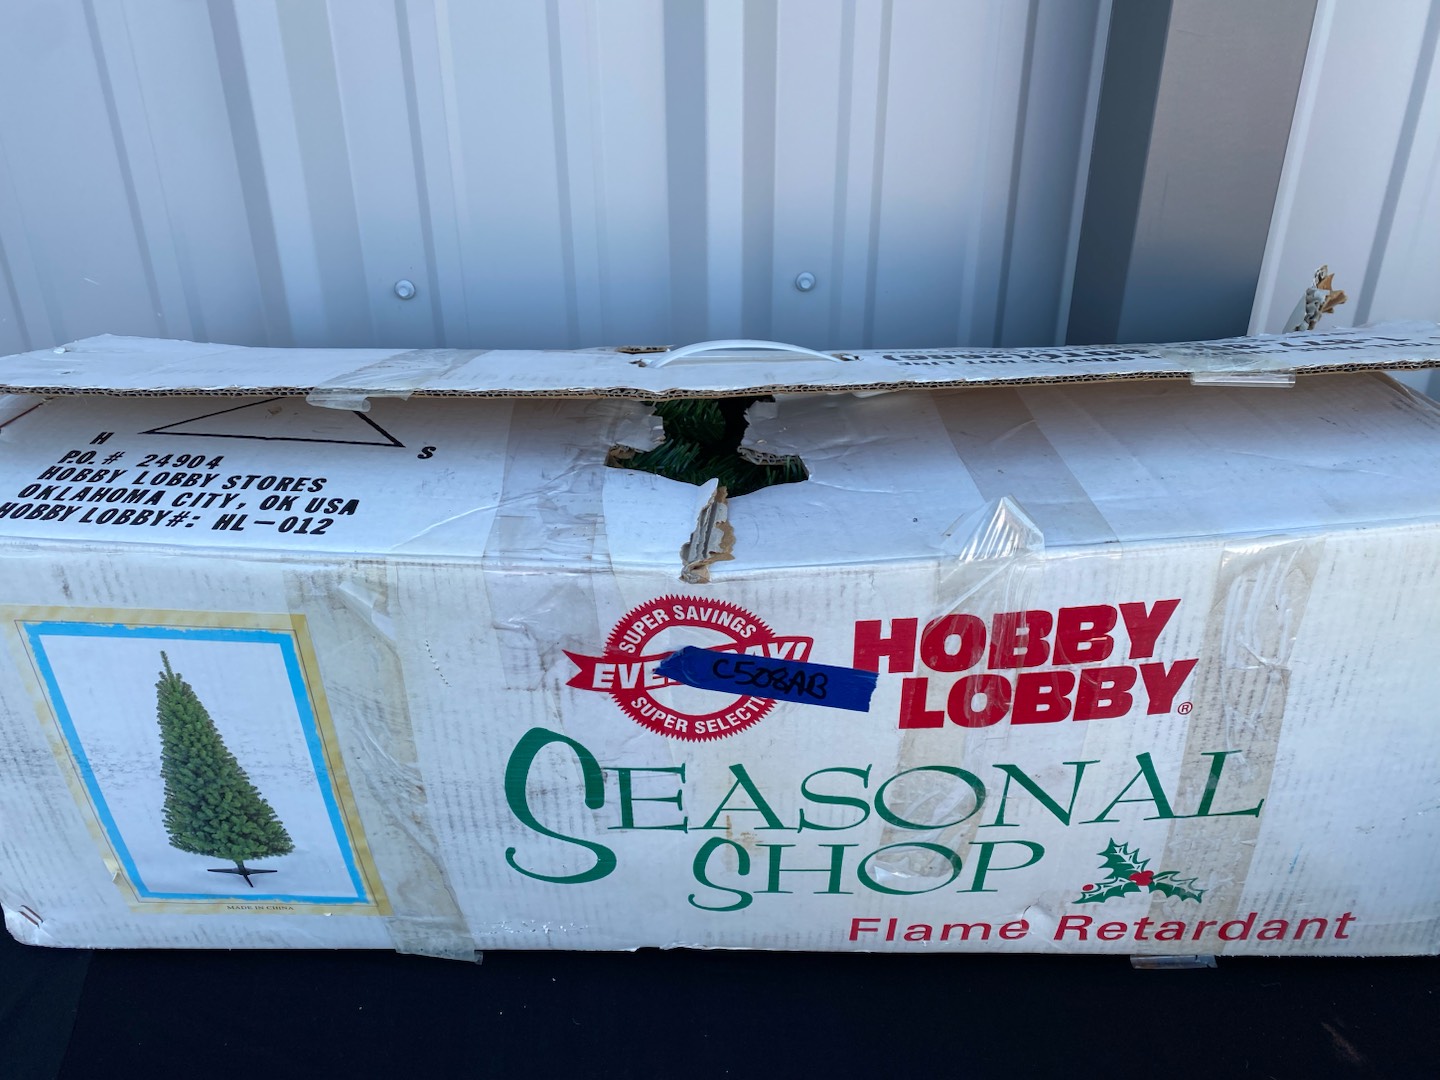 H
S
P.O. # 24904
HOBBY LOBBY STORES
OKLAHOMA CITY, OK USA
HOBBY LOBBY#: HL-012
SUPER SAVINGS
C508AB
SUPER
HOBBY
LOBBY®
SEASONAL
SHOP
Flame Retardant
MADE IN CHINA